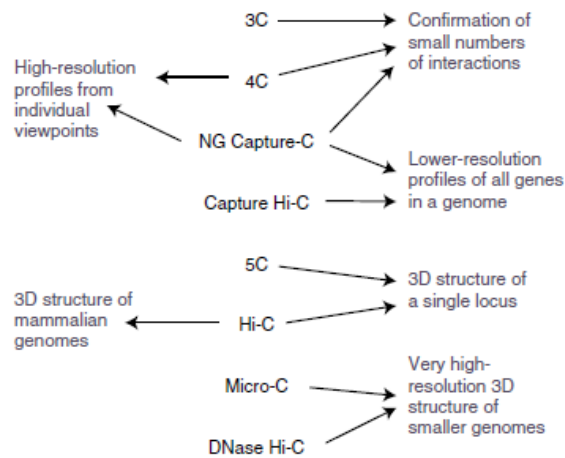 3C
Confirmation of
small numbers
of interactions
High-resolution
profiles from
individual
viewpoints
4C
NG Capture-C
Lower-resolution
profiles of all genes
in a genome
Capture Hi-C
5C
3D structure of
a single locus
3D structure of
mammalian
genomes
Hi-C
Micro-C
Very high-
resolution 3D
structure of
smaller genomes
DNase Hi-C